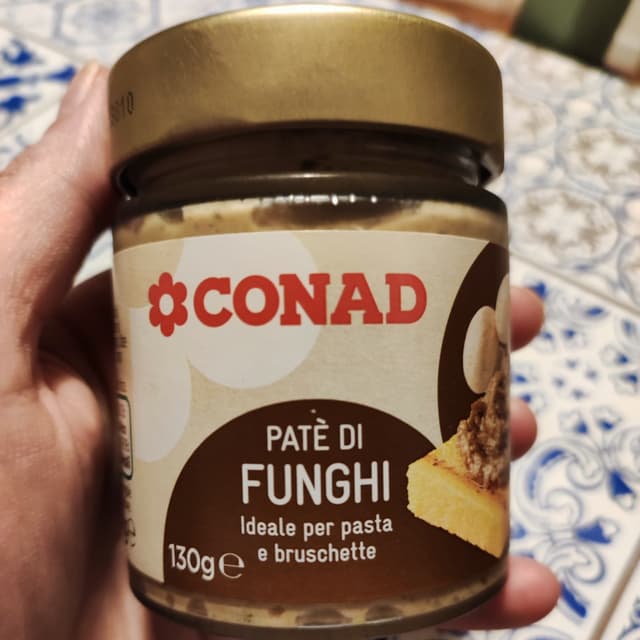 CONAD
PATÈ DI
FUNGHI
Ideale per pasta
e bruschette
130g e